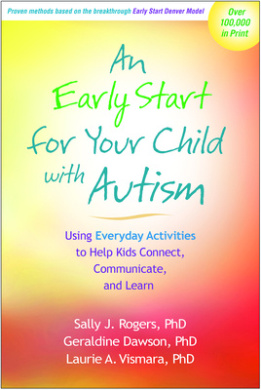 Proven methods based on the breakthrough Early Start Denver Model
Over
100,000
in Print
An
Early Start
for Your Child
with Autism
Using Everyday Activities
to Help Kids Connect,
Communicate,
and Learn
Sally J. Rogers, PhD
Geraldine Dawson, PhD
Laurie A. Vismara, PhD